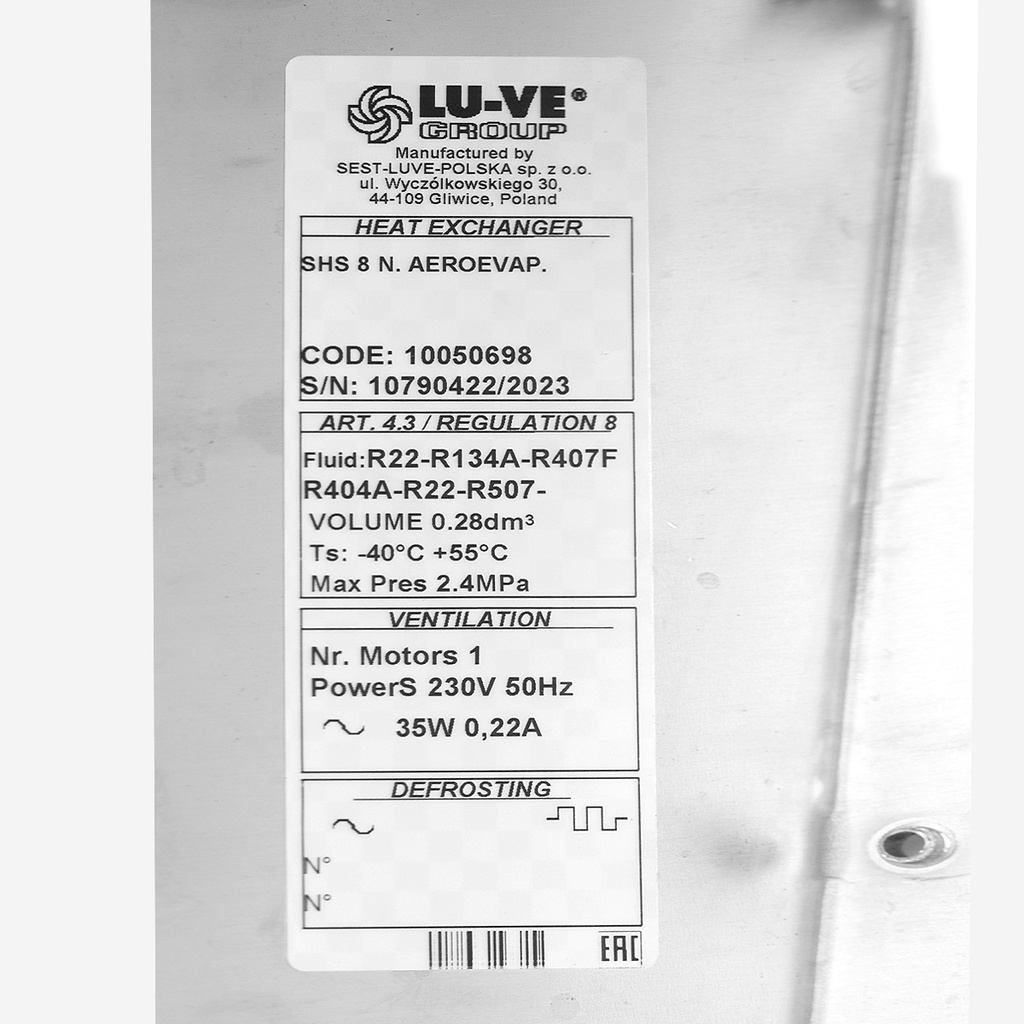 LU-VE®
GROUP
Manufactured by
SEST-LUVE-POLSKA sp. z o.o.
ul. Wyczólkowskiego 30,
44-109 Gliwice, Poland
HEAT EXCHANGER
SHS 8 N. AEROEVAP.
CODE: 10050698
S/N: 10790422/2023
ART. 4.3 / REGULATION 8
Fluid:R22-R134A-R407F
R404A-R22-R507-
VOLUME 0.28dm³
Ts: -40°C +55°C
Max Pres 2.4MPa
VENTILATION
Nr. Motors 1
PowerS 230V 50Hz
35W 0,22A
DEFROSTING
N°
N°
EAC